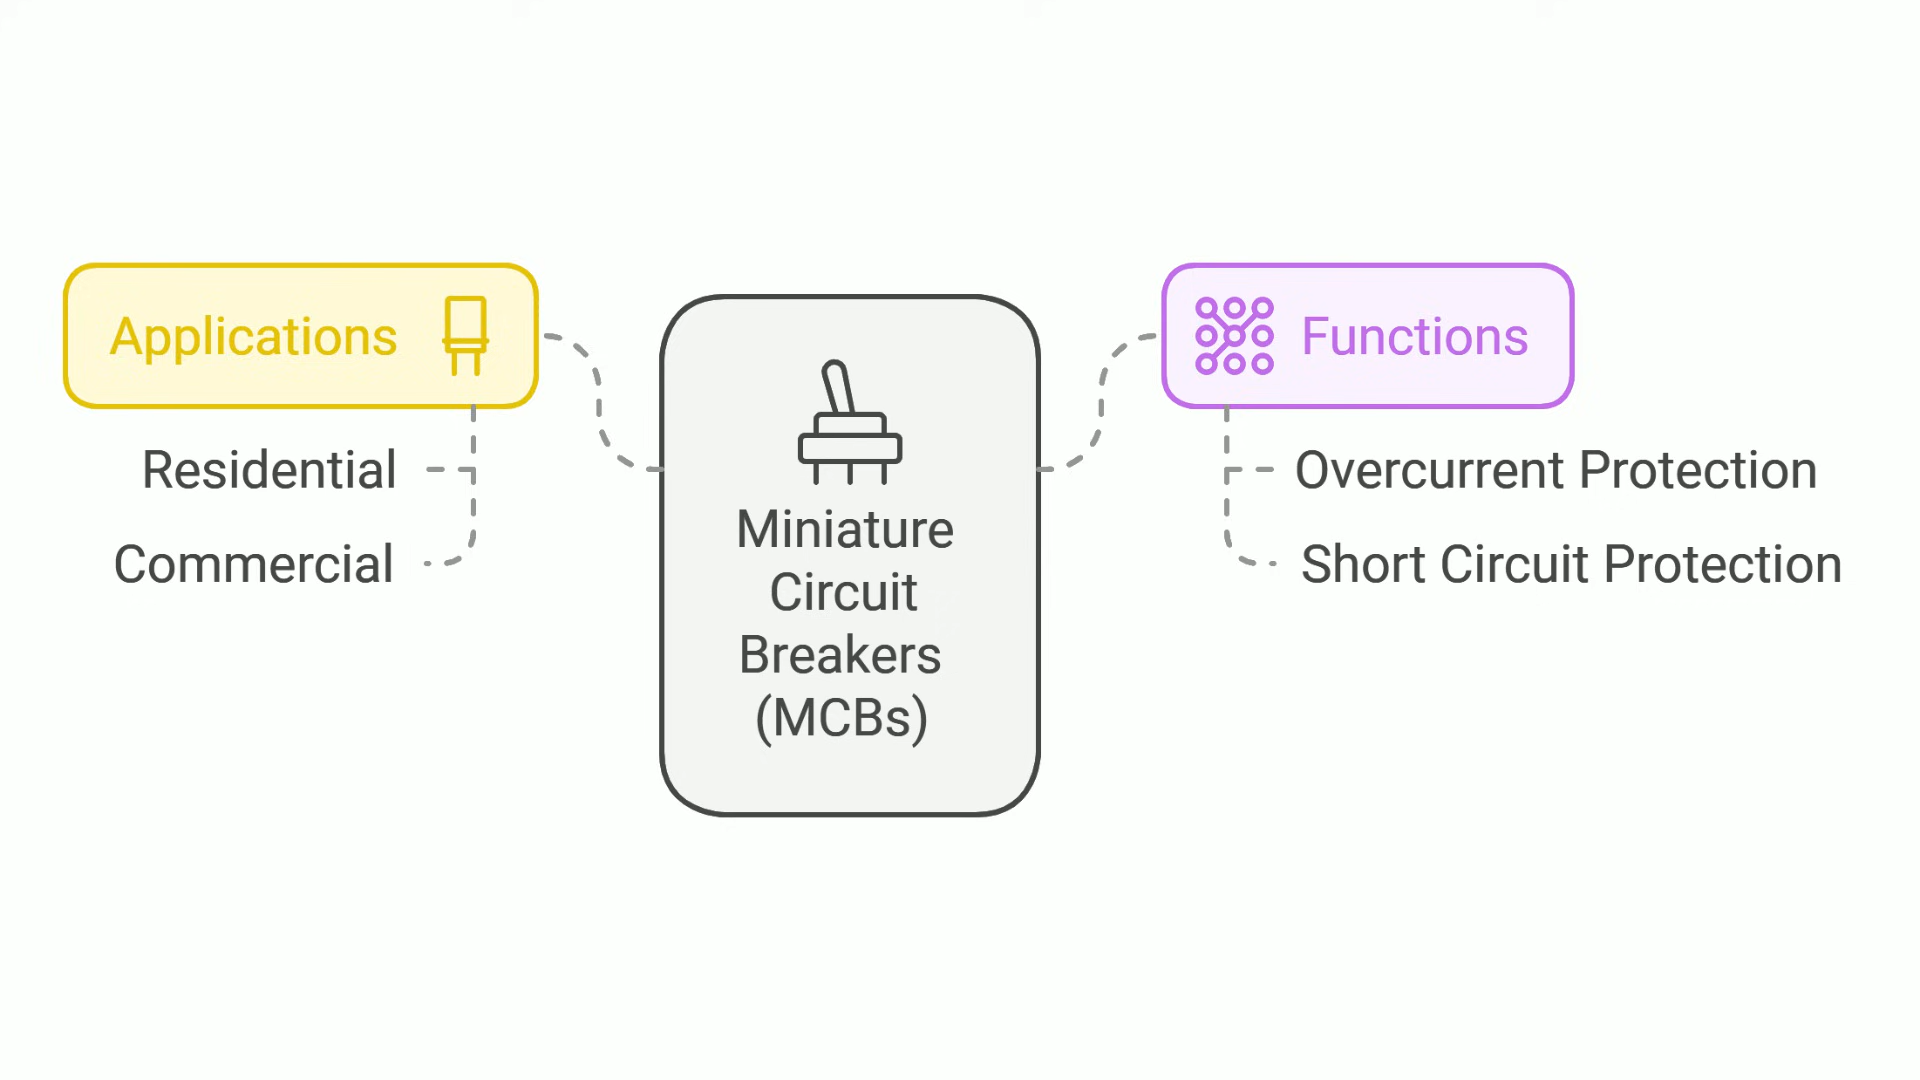 Applications
Residential
Commercial
Miniature
Circuit
Breakers
(MCBs)
Functions
Overcurrent Protection
Short Circuit Protection